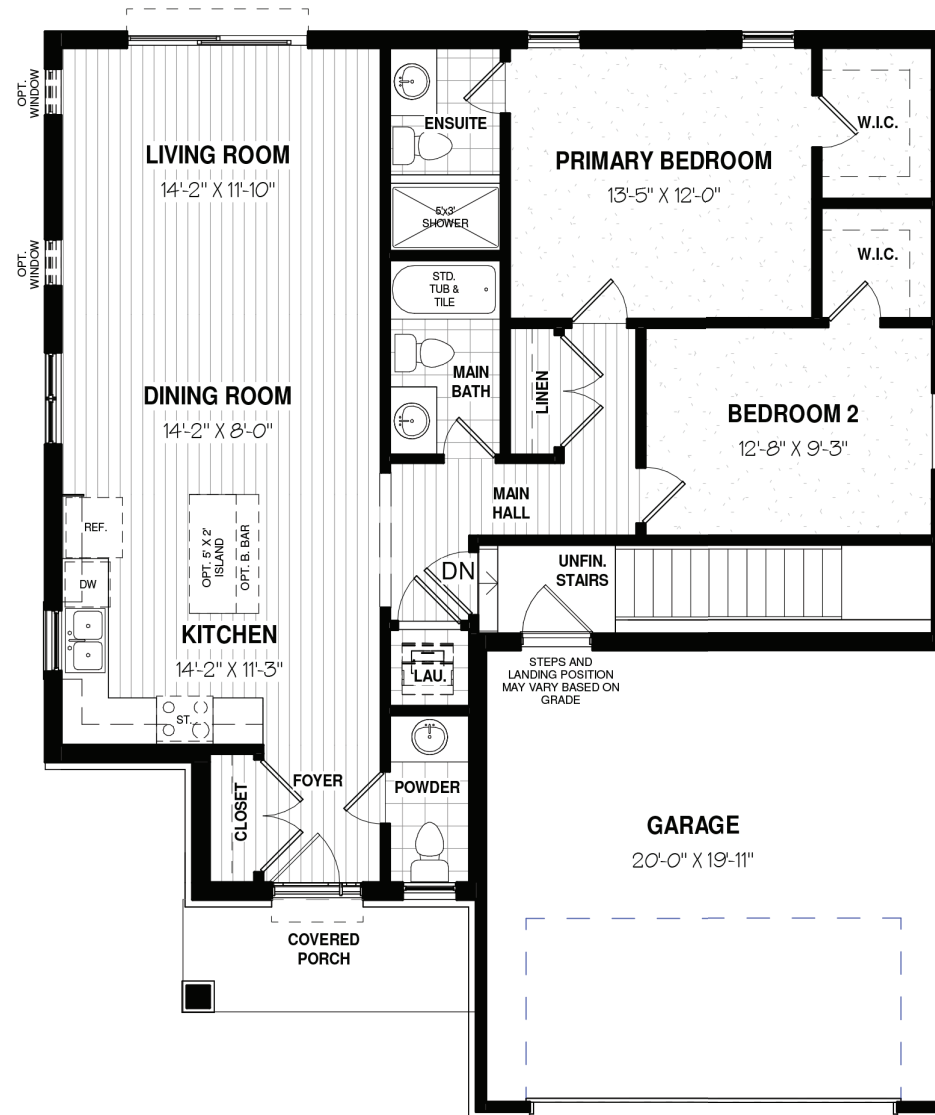 OPT.
WINDOW
LIVING ROOM
14'-2" X 11'-10"
ENSUITE
5'x3'
SHOWER
PRIMARY BEDROOM
13'-5" X 12'-0"
W.I.C.
W.I.C.
OPT.
WINDOW
STD.
TUB &
TILE
MAIN
BATH
LINEN
DINING ROOM
14'-2" X 8'-0"
BEDROOM 2
12'-8" X 9'-3"
MAIN
HALL
REF.
DW
OPT. 5' X 2'
ISLAND
OPT. B. BAR
DN
UNFIN.
STAIRS
KITCHEN
14'-2" X 11'-3"
LAU.
STEPS AND
LANDING POSITION
MAY VARY BASED ON
GRADE
ST.
CLOSET
FOYER
POWDER
GARAGE
20'-0" X 19'-11"
COVERED
PORCH